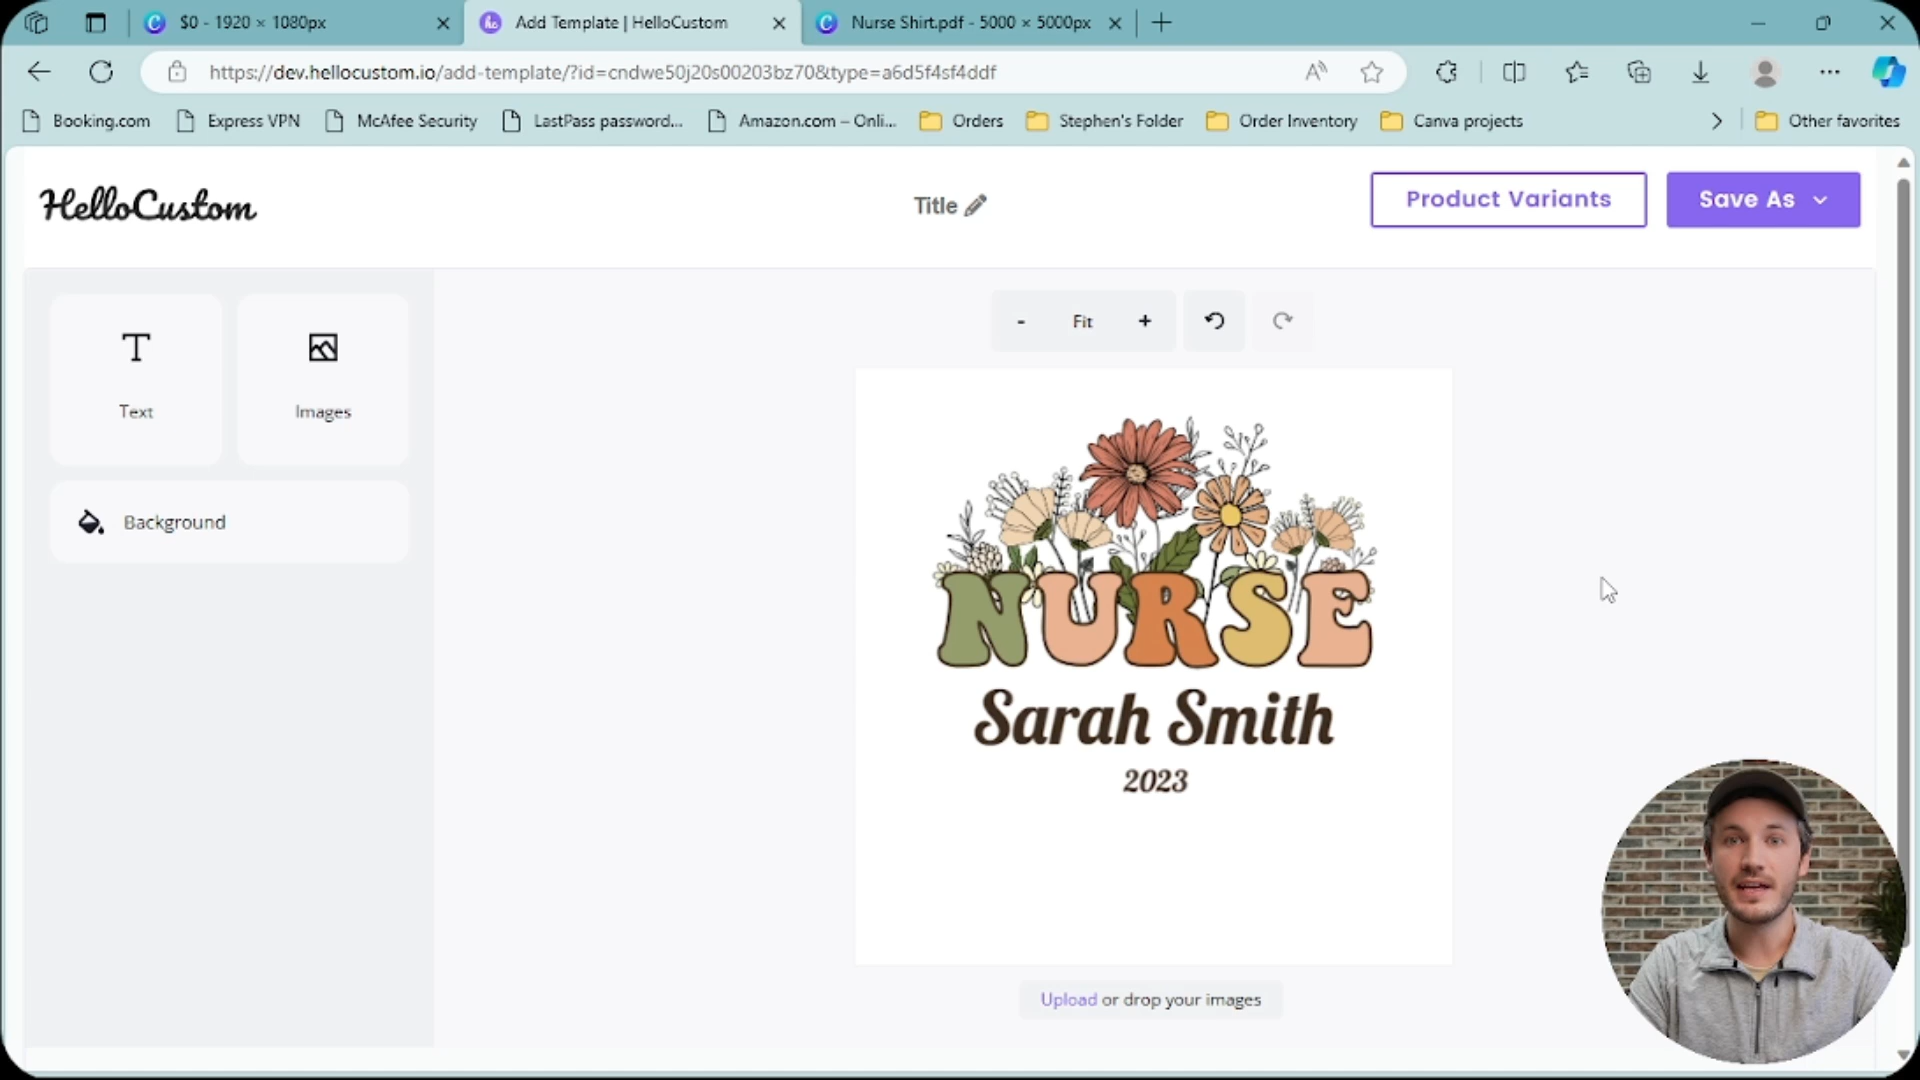 $0 - 1920 × 1080px
Add Template | HelloCustom
Nurse Shirt.pdf - 5000 × 5000px
https://dev.hellocustom.io/add-template/?id=cndwe50j20s00203bz70&type=a6d5f4sf4ddf
Booking.com
Express VPN
McAfee Security
LastPass password...
Amazon.com – Onli...
Orders
Stephen's Folder
Order Inventory
Canva projects
Other favorites
HelloCustom
Title
Product Variants
Save As
Text
Images
Background
- Fit +
NURSE
Sarah Smith
2023
Upload or drop your images